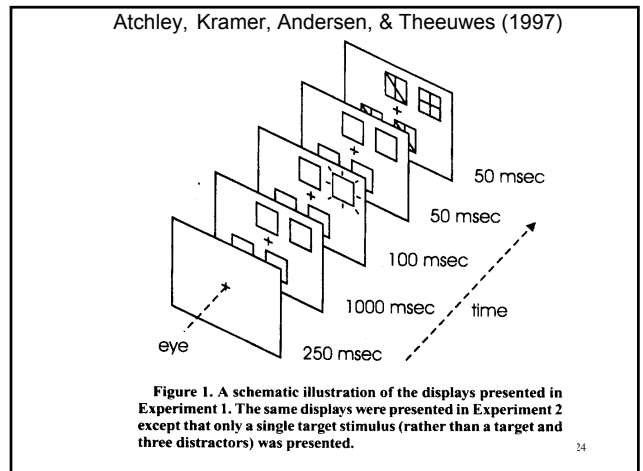 Atchley, Kramer, Andersen, & Theeuwes (1997)
50 msec
50 msec
100 msec
1000 msec
time
eye
250 msec
Figure 1. A schematic illustration of the displays presented in
Experiment 1. The same displays were presented in Experiment 2
except that only a single target stimulus (rather than a target and
three distractors) was presented.
24